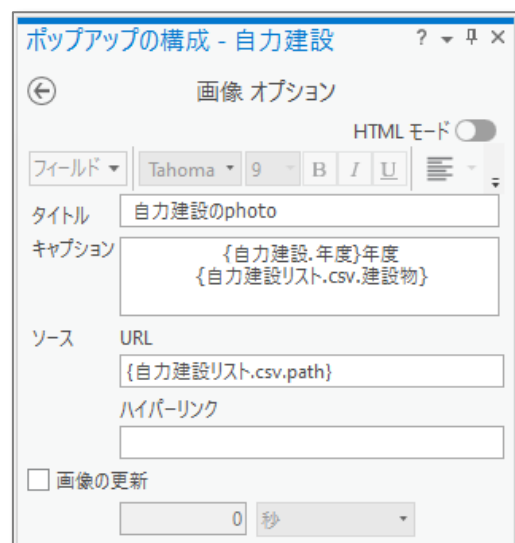 ポップアップの構成 - 自力建設 ? ×
画像 オプション
HTML モード
フィールド Tahoma 9 B I U
タイトル 自力建設のphoto
キャプション {自力建設.年度}年度
{自力建設リスト.csv.建設物}
ソース URL
{自力建設リスト.csv.path}
ハイパーリンク
画像の更新
0 秒